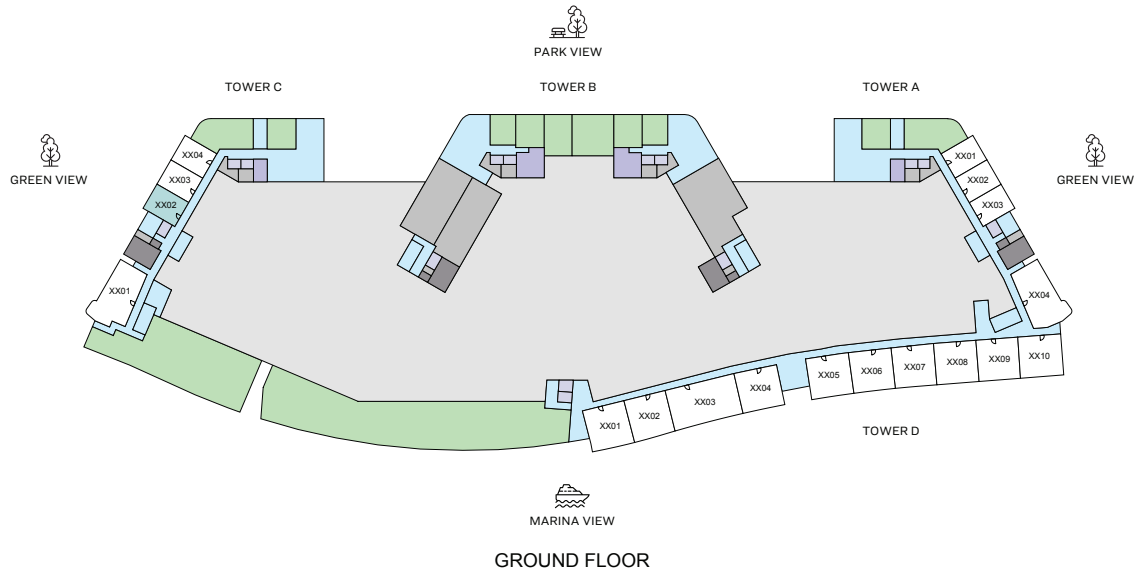 PARK VIEW
TOWER C
TOWER B
TOWER A
GREEN VIEW
GREEN VIEW
XX04
XX03
XX02
XX01
XX01
XX02
XX03
XX04
XX01
XX02
XX03
XX04
XX05
XX06
XX07
XX08
XX09
XX10
TOWER D
MARINA VIEW
GROUND FLOOR